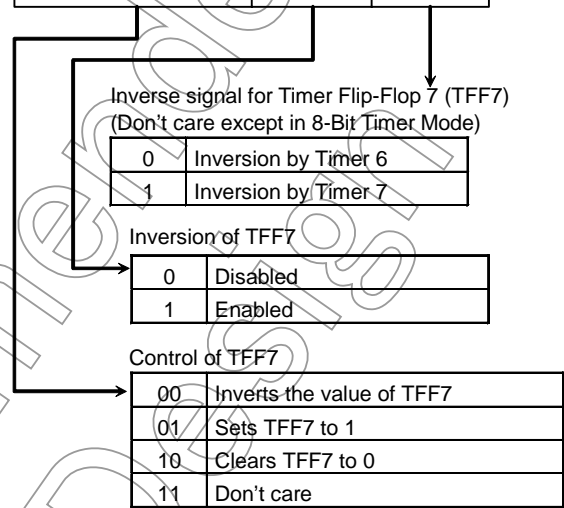 Inverse signal for Timer Flip-Flop 7 (TFF7)
(Don't care except in 8-Bit Timer Mode)
0 Inversion by Timer 6
1 Inversion by Timer 7
Inversion of TFF7
0 Disabled
1 Enabled
Control of TFF7
00 Inverts the value of TFF7
01 Sets TFF7 to 1
10 Clears TFF7 to 0
11 Don't care